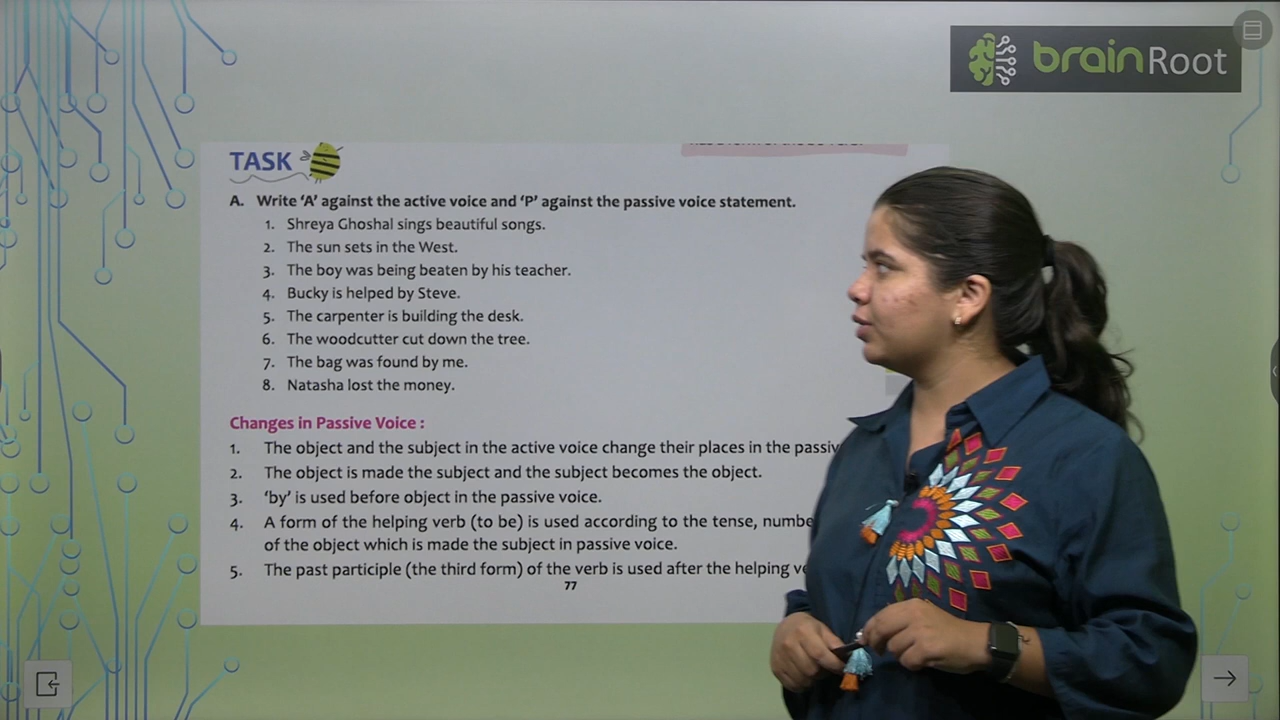 brainRoot
TASK
A. Write ‘A’ against the active voice and ‘P’ against the passive voice statement.
1. Shreya Ghoshal sings beautiful songs.
2. The sun sets in the West.
3. The boy was being beaten by his teacher.
4. Bucky is helped by Steve.
5. The carpenter is building the desk.
6. The woodcutter cut down the tree.
7. The bag was found by me.
8. Natasha lost the money.
Changes in Passive Voice :
1. The object and the subject in the active voice change their places in the
2. The object is made the subject and the subject becomes the object.
3. ‘by’ is used before object in the passive voice.
4. A form of the helping verb (to be) is used according to the tense,
of the object which is made the subject in passive voice.
5. The past participle (the third form) of the verb is used after the helping
77